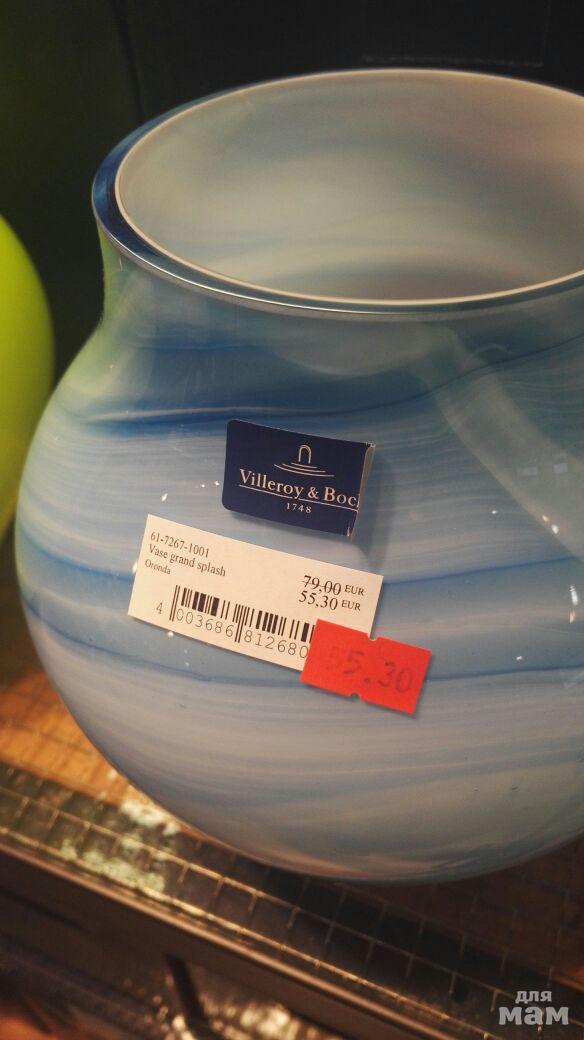 Villeroy & Boc
1748
61-7267-1001
Vase grand splash
Oronda
79,00 EUR
55,30 EUR
4 003686 812680
55.30
для
мам